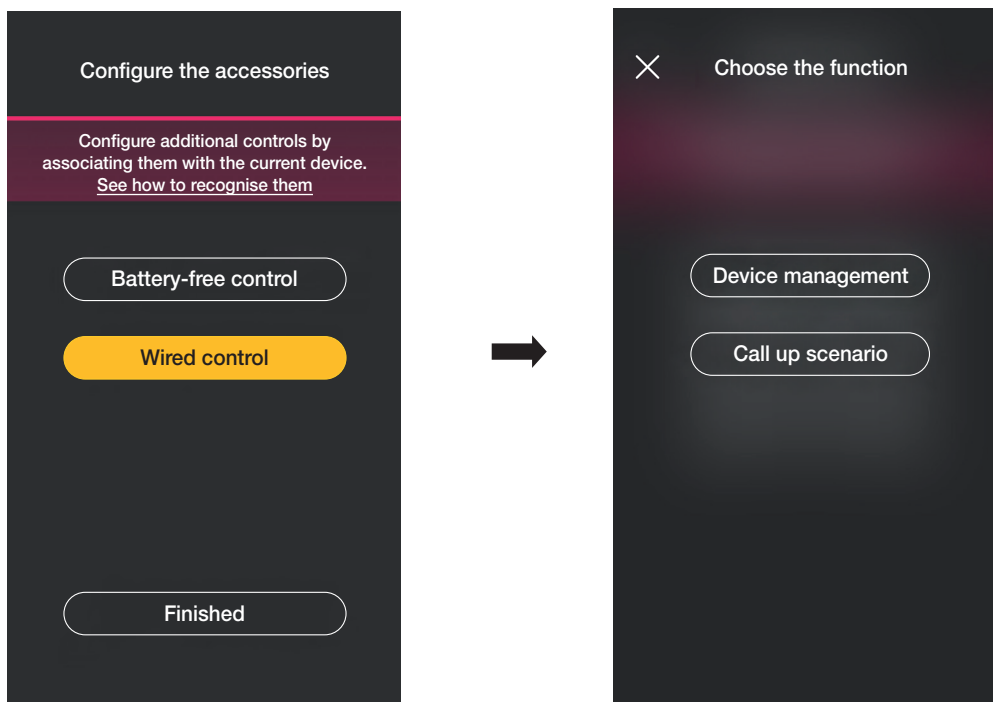 Configure the accessories
Configure additional controls by
associating them with the current device.
See how to recognise them
Battery-free control
Wired control
Finished
Choose the function
Device management
Call up scenario